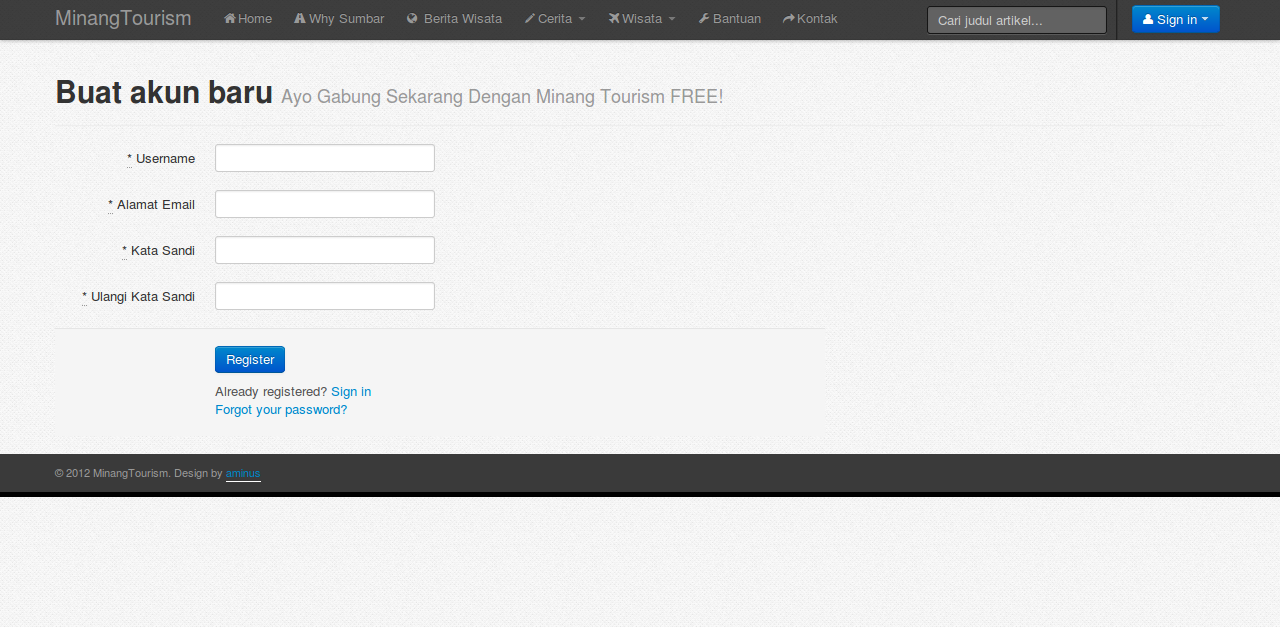 MinangTourism Home Why Sumbar Berita Wisata Cerita Wisata Bantuan Kontak Cari judul artikel... Sign in
Buat akun baru Ayo Gabung Sekarang Dengan Minang Tourism FREE!
* Username
* Alamat Email
* Kata Sandi
* Ulangi Kata Sandi
Register
Already registered? Sign in
Forgot your password?
© 2012 MinangTourism. Design by aminus